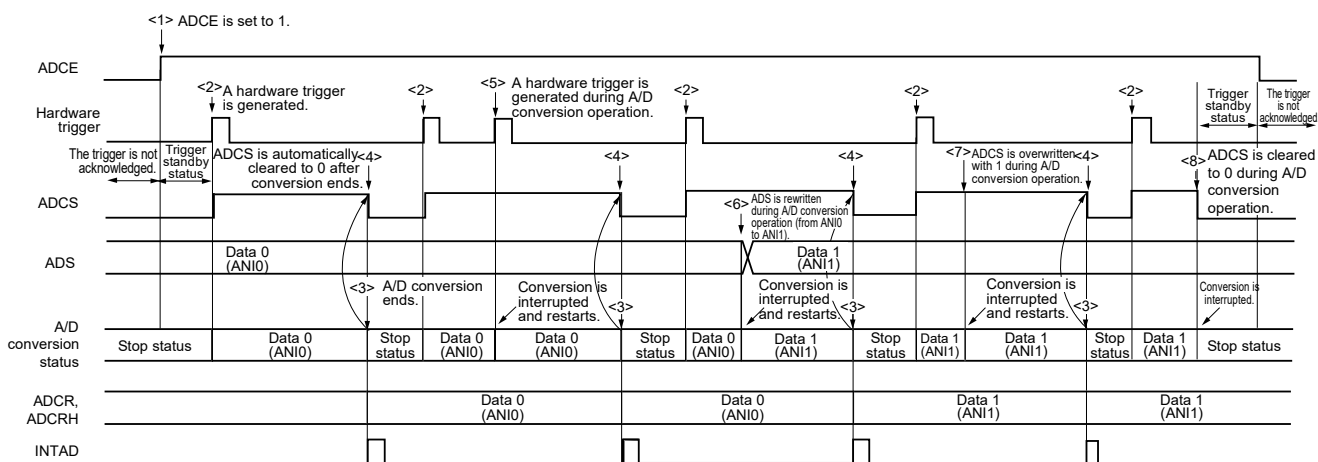 <1> ADCE is set to 1.
ADCE
<2> A hardware trigger
is generated.
<2>
<5> A hardware trigger is
generated during A/D
conversion operation.
<2>
<2>
<2>
Trigger
standby
status
The trigger
is not
acknowledged
Hardware
trigger
The trigger is not
acknowledged.
Trigger
standby
status
ADCS is automatically
cleared to 0 after
conversion ends.
<4>
<4>
<4>
<7> ADCS is overwritten
with 1 during A/D
conversion operation.
<4>
<8> ADCS is cleared
to 0 during A/D
conversion
operation.
ADCS
<6> ADS is rewritten
during A/D conversion
operation (from ANI0
to ANI1).
ADS
Data 0
(ANI0)
Data 1
(ANI1)
<3> A/D conversion
ends.
Conversion is
interrupted
and restarts.
<3>
Conversion is
interrupted
and restarts.
<3>
Conversion is
interrupted
and restarts.
<3>
Conversion is
interrupted.
A/D
conversion
status
Stop status
Data 0
(ANI0)
Stop
status
Data 0
(ANI0)
Data 0
(ANI0)
Stop
status
Data 0
(ANI0)
Data 1
(ANI1)
Stop
status
Data 1
(ANI1)
Data 1
(ANI1)
Stop
status
Data 1
(ANI1)
Stop status
ADCR,
ADCRH
Data 0
(ANI0)
Data 0
(ANI0)
Data 1
(ANI1)
Data 1
(ANI1)
INTAD